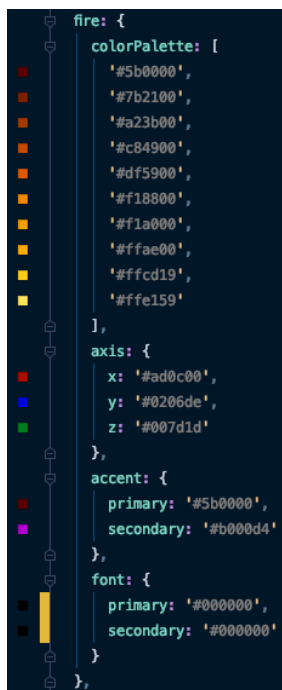 fire: {
colorPalette: [
'#5b0000',
'#7b2100',
'#a23b00',
'#c84900',
'#df5900',
'#f18800',
'#f1a000',
'#ffae00',
'#ffcd19',
'#ffe159'
],
axis: {
x: '#ad0c00',
y: '#0206de',
z: '#007d1d'
},
accent: {
primary: '#5b0000',
secondary: '#b000d4'
},
font: {
primary: '#000000',
secondary: '#000000'
}
},